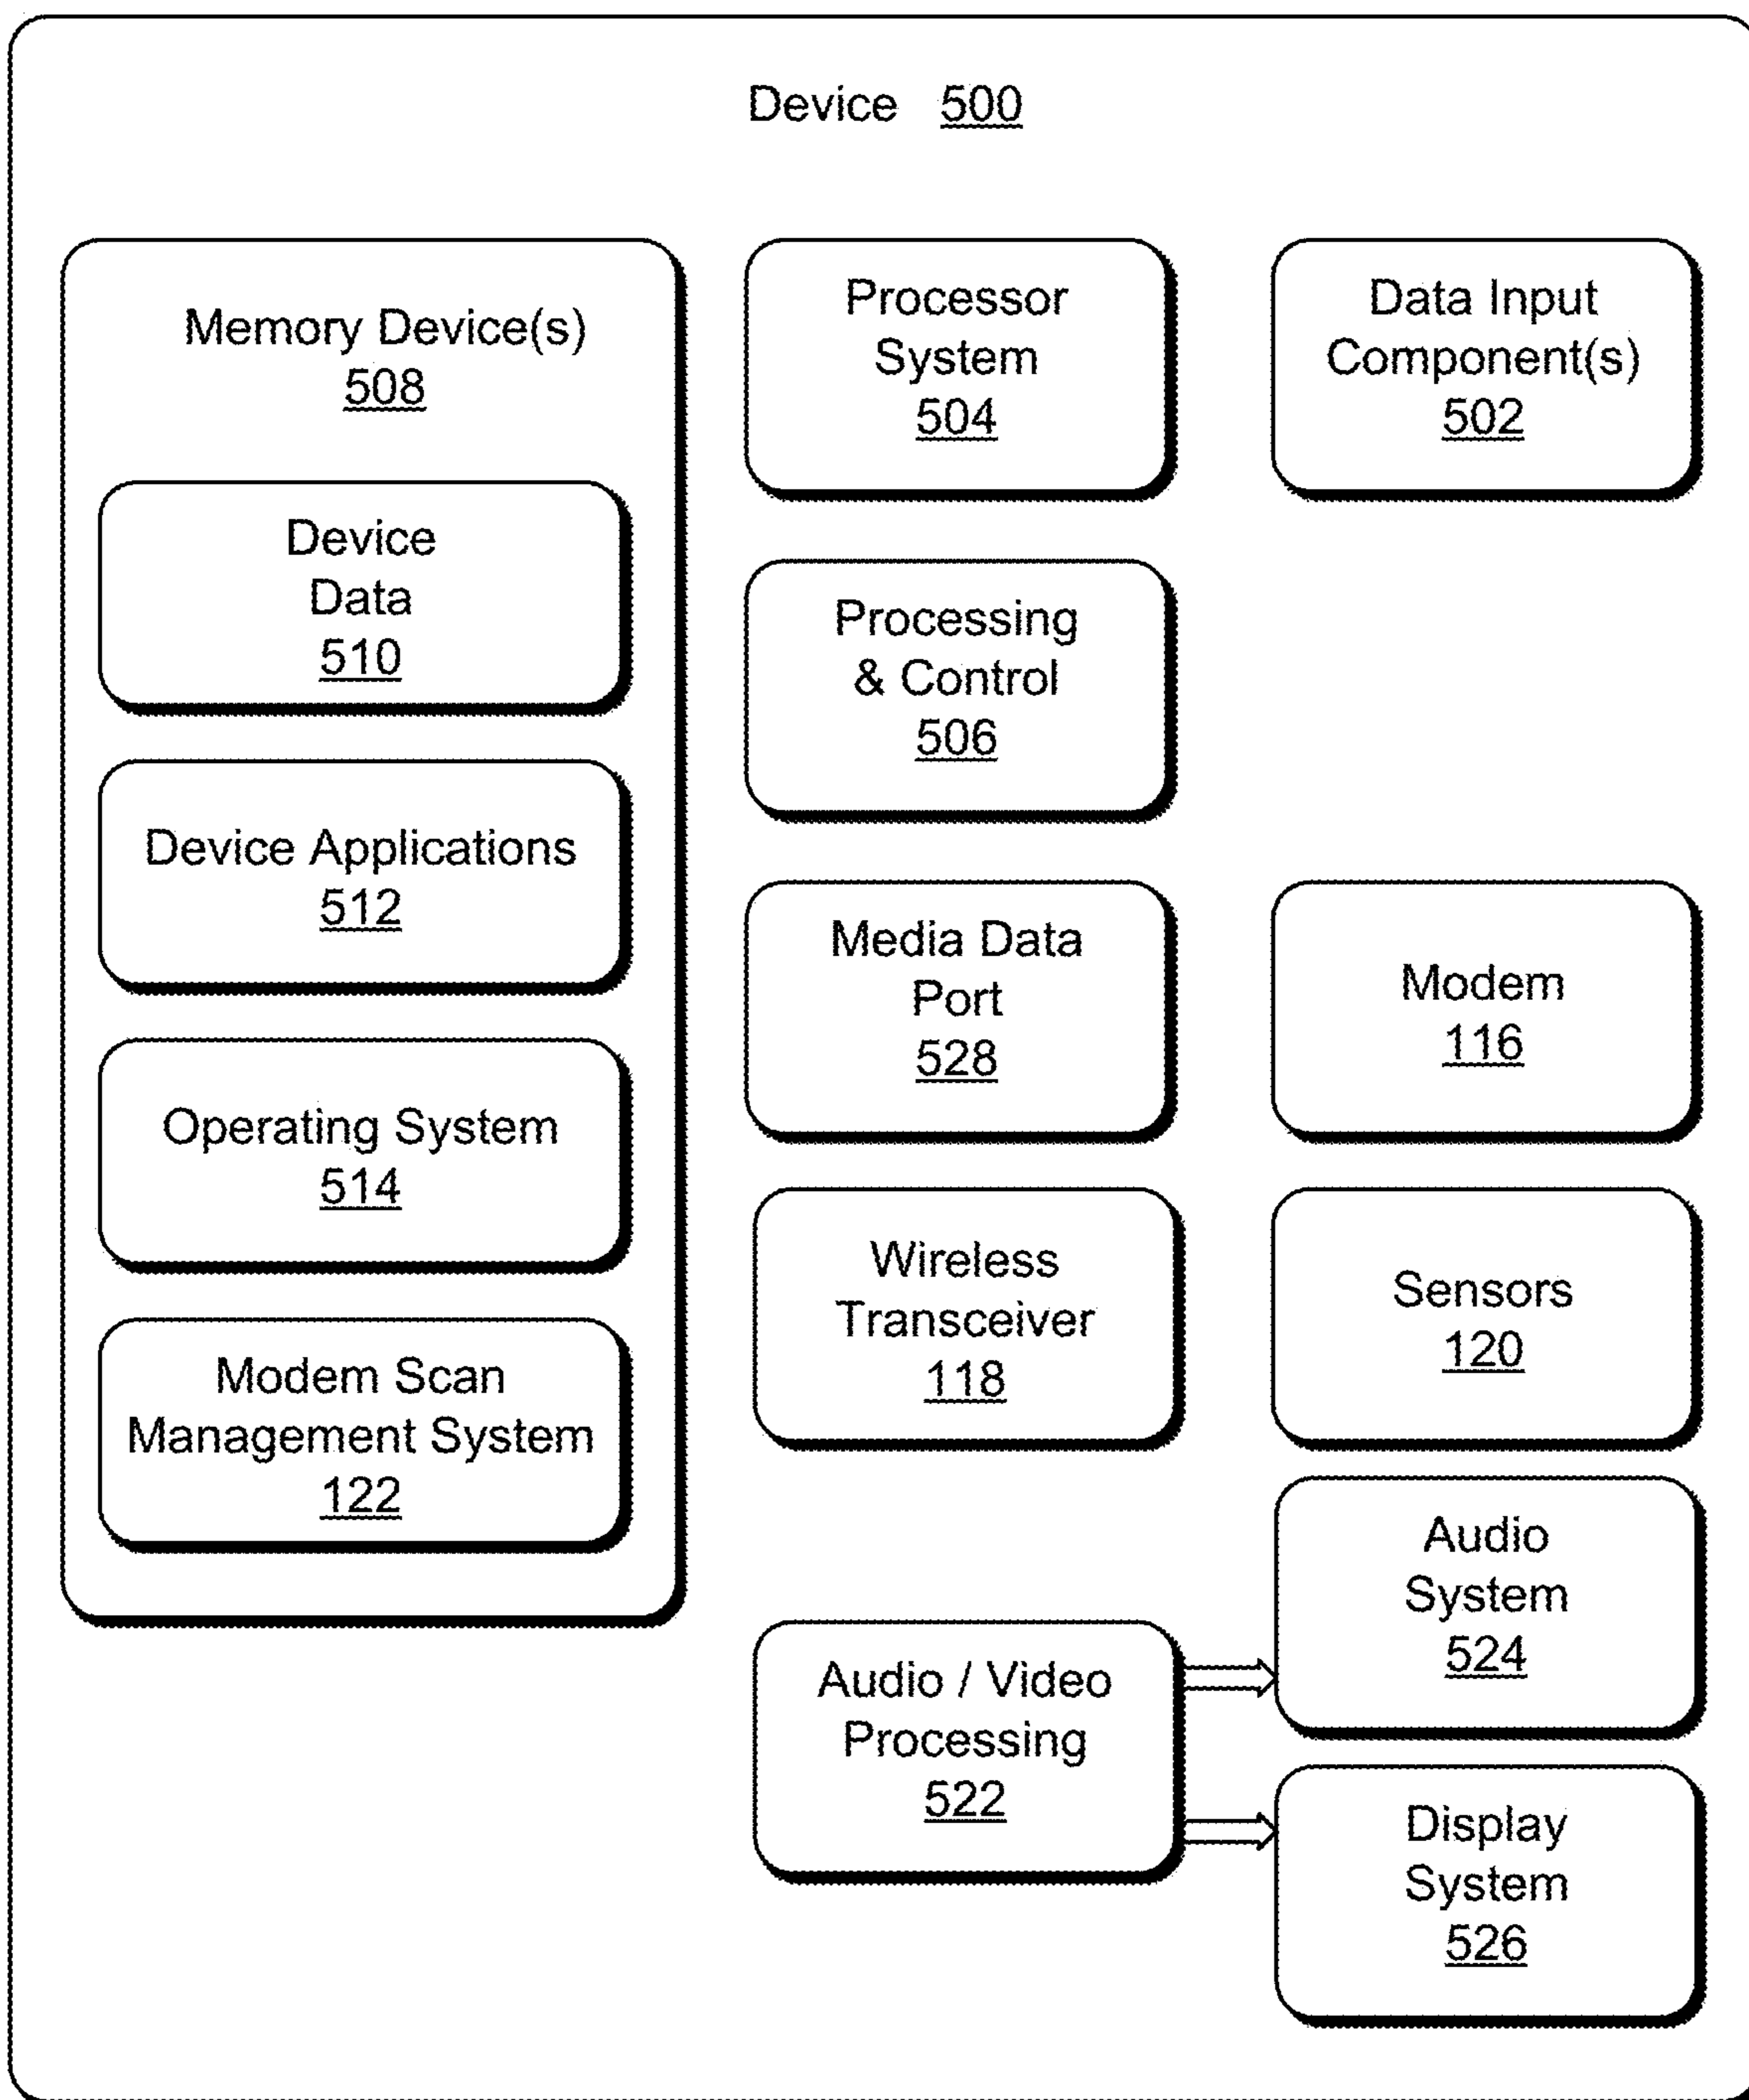 Device 500
Memory Device(s)
508
Device
Data
510
Device Applications
512
Operating System
514
Modem Scan
Management System
122
Processor
System
504
Data Input
Component(s)
502
Processing
& Control
506
Media Data
Port
528
Modem
116
Wireless
Transceiver
118
Sensors
120
Audio / Video
Processing
522
Audio
System
524
Display
System
526